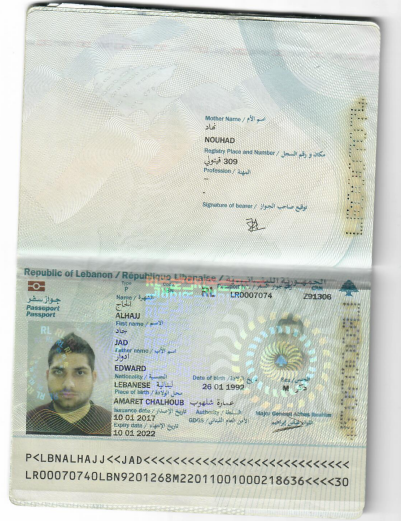 Mother Name / اسم الأم
نهاد
NOUHAD
Registry Place and Number / مكان و رقم السجل
309 قيتولي
Profession / المهنة
--
-
Signature of bearer / توقيع صاحب الجواز
Republic of Lebanon / République Libanaise / الجمهورية اللبنانية
جواز سفر
Passeport
Passport
Type
P
RL LR0007074 Z91306
Name / الشهرة
الحاج
ALHAJJ
First name / الاسم
جاد
JAD
Father name / اسم الأب
ادوار
EDWARD
Nationality / الجنسية
Date of birth / تاريخ الولادة
Sex / الجنس
LEBANESE لبنانية
26 01 1992
M
Place of birth / محل الولادة
AMARET CHALHOUB عمارة شلهوب
Issuance date / تاريخ الإصدار
Authority / السلطة
10 01 2017
GDGS / الأمن العام اللبناني
Major General Abbas Ibrahim
اللواء عباس ابراهيم
Expiry date / تاريخ الإنتهاء
10 01 2022
P<LBNALHAJJ<<JAD<<<<<<<<<<<<<<<<<<<<<<<<<<<<
LR00070740LBN9201268M22011001000218636<<<<30